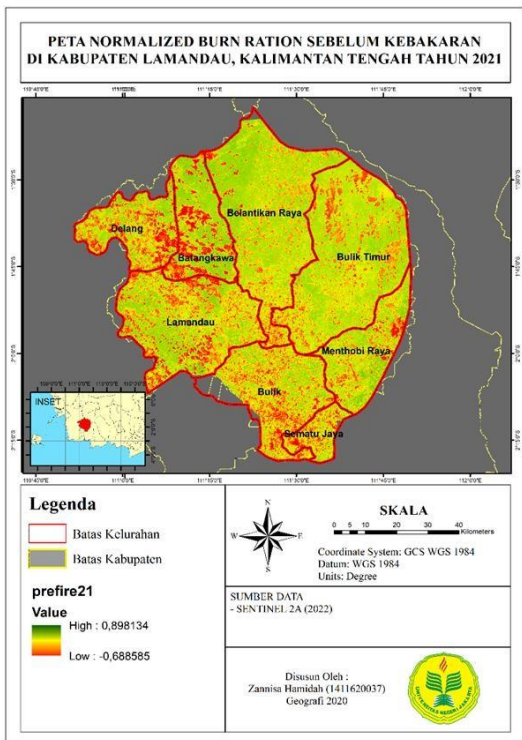 PETA NORMALIZED BURN RATION SEBELUM KEBAKARAN
DI KABUPATEN LAMANDAU, KALIMANTAN TENGAH TAHUN 2021
Delang
Batangkawa
Belantikan Raya
Bulik Timur
Lamandau
Menthobi Raya
Bulik
Sematu Jaya
INSET
Legenda
Batas Kelurahan
Batas Kabupaten
prefire21
Value
High : 0,898134
Low : -0,688585
N
W E
S
SKALA
0 5 10 20 30 40
Kilometers
Coordinate System: GCS WGS 1984
Datum: WGS 1984
Units: Degree
SUMBER DATA
- SENTINEL 2A (2022)
Disusun Oleh :
Zannisa Hamidah (1411620037)
Geografi 2020
UNIVERSITAS NEGERI JAKARTA